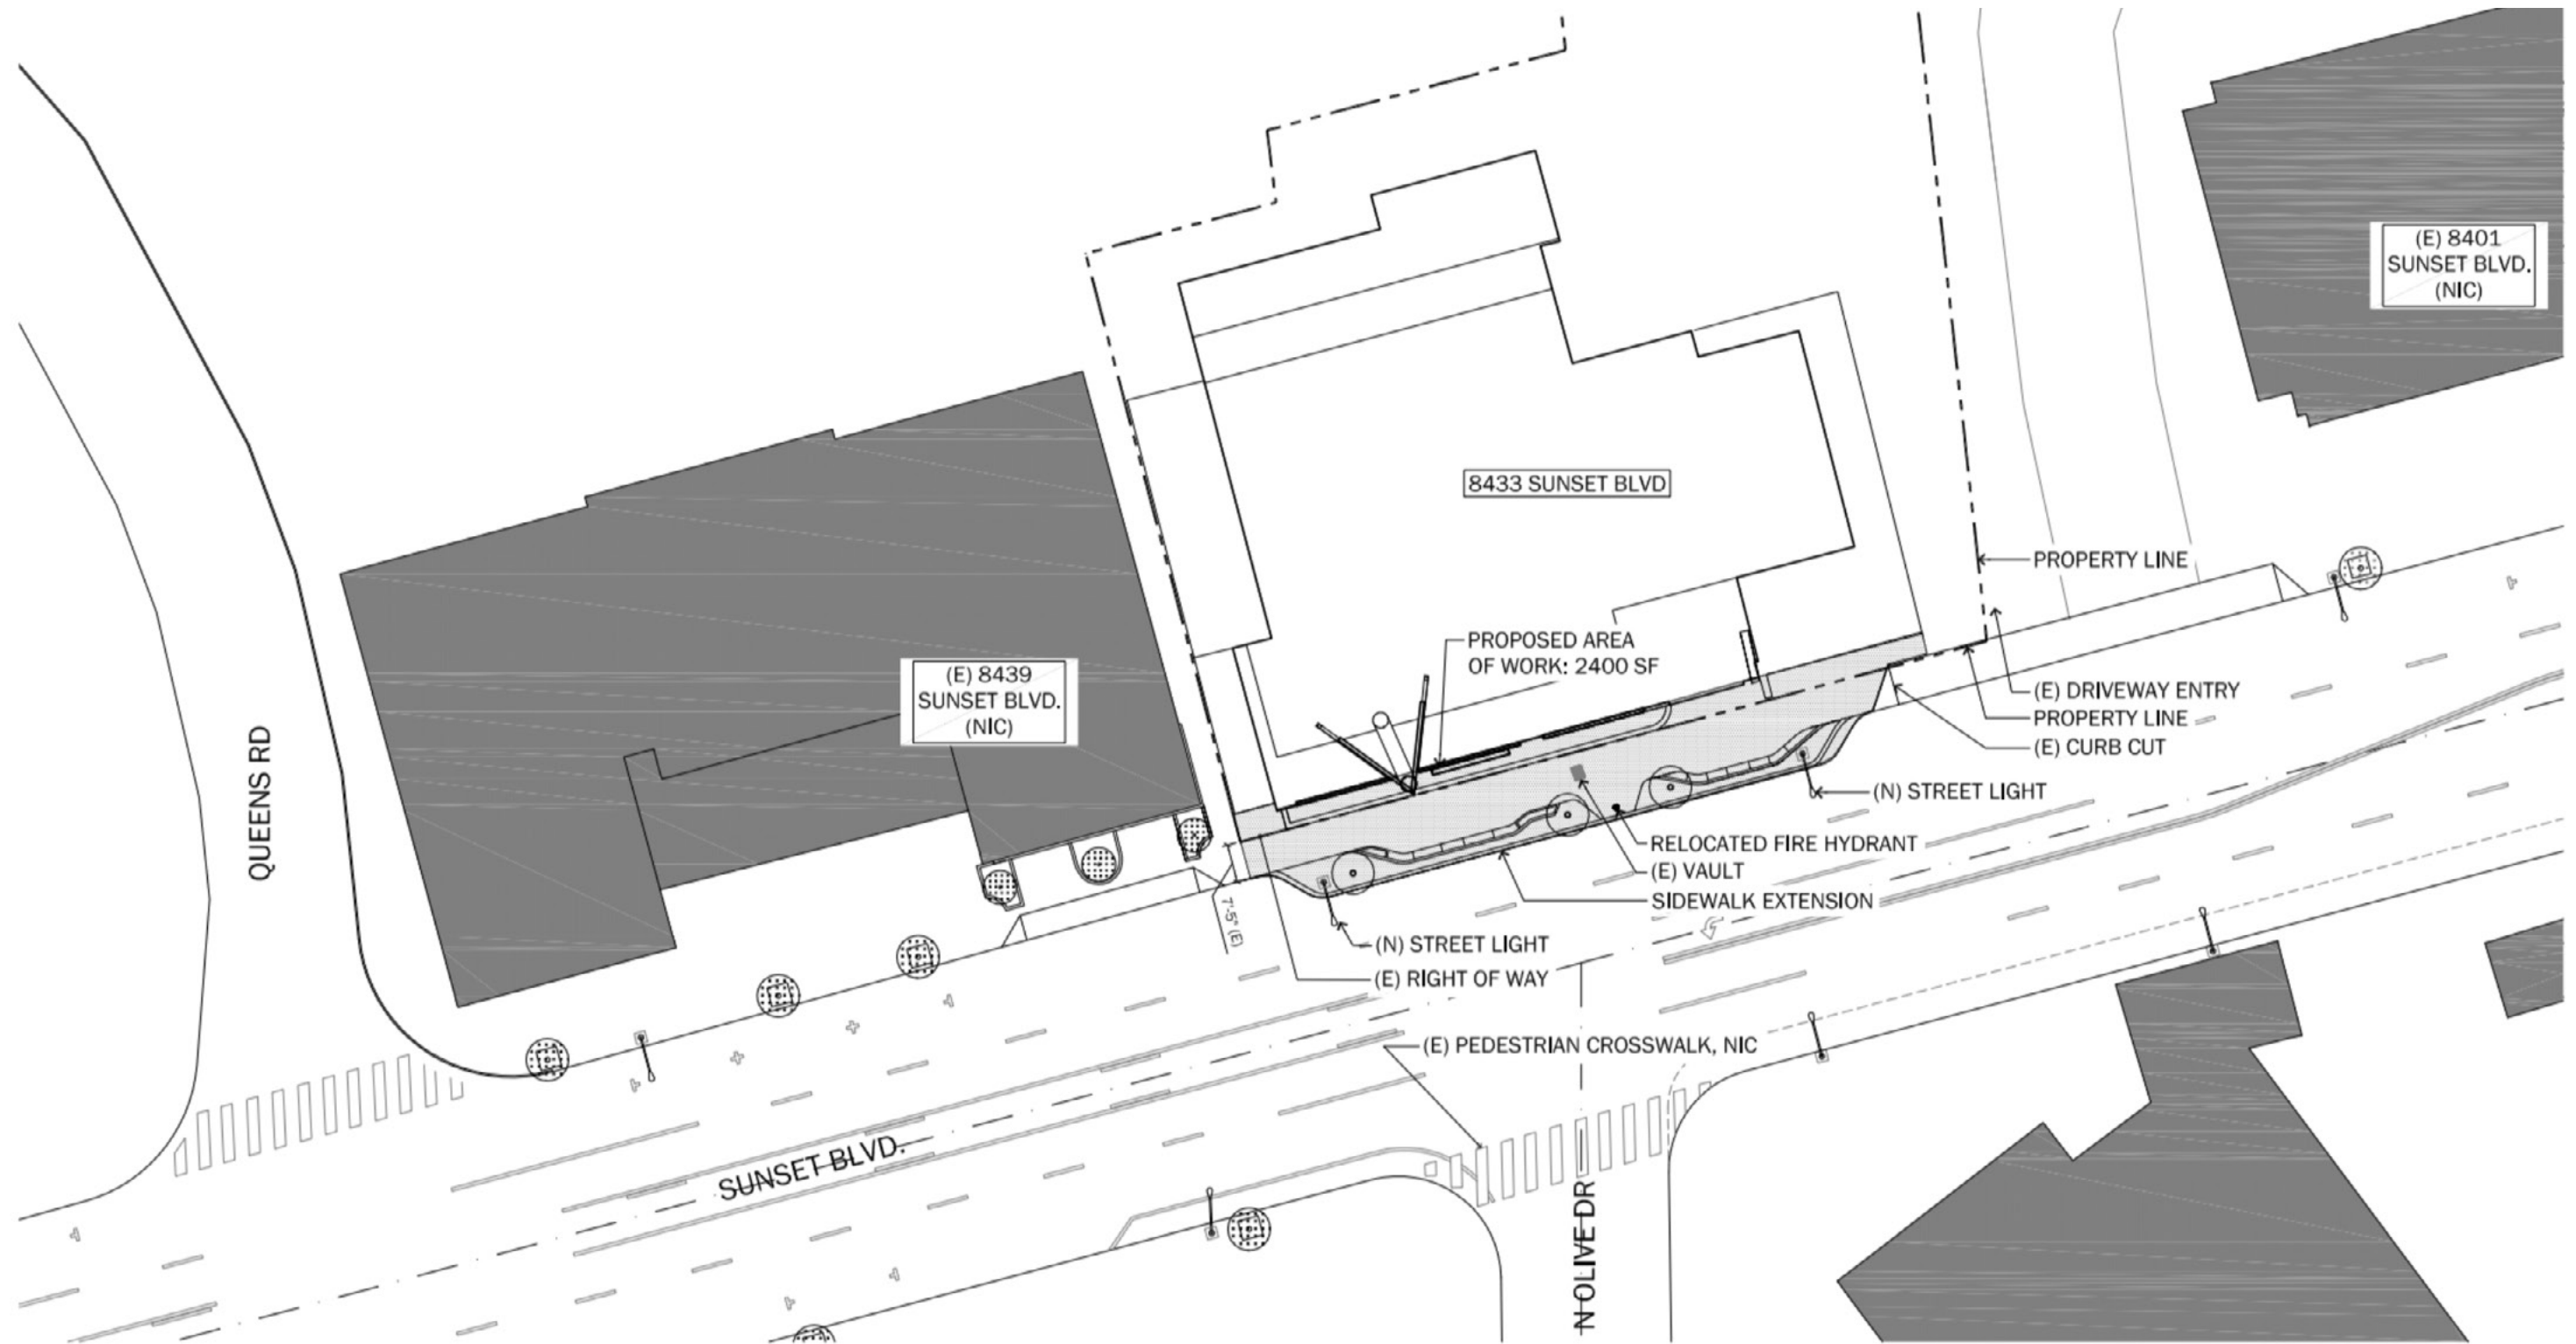 (E) 8401
SUNSET BLVD.
(NIC)
8433 SUNSET BLVD
PROPERTY LINE
PROPOSED AREA
OF WORK: 2400 SF
(E) 8439
SUNSET BLVD.
(NIC)
(E) DRIVEWAY ENTRY
PROPERTY LINE
(E) CURB CUT
QUEENS RD
(N) STREET LIGHT
RELOCATED FIRE HYDRANT
(E) VAULT
SIDEWALK EXTENSION
7'-5" (E)
(N) STREET LIGHT
(E) RIGHT OF WAY
(E) PEDESTRIAN CROSSWALK, NIC
SUNSET BLVD.
N OLIVE DR